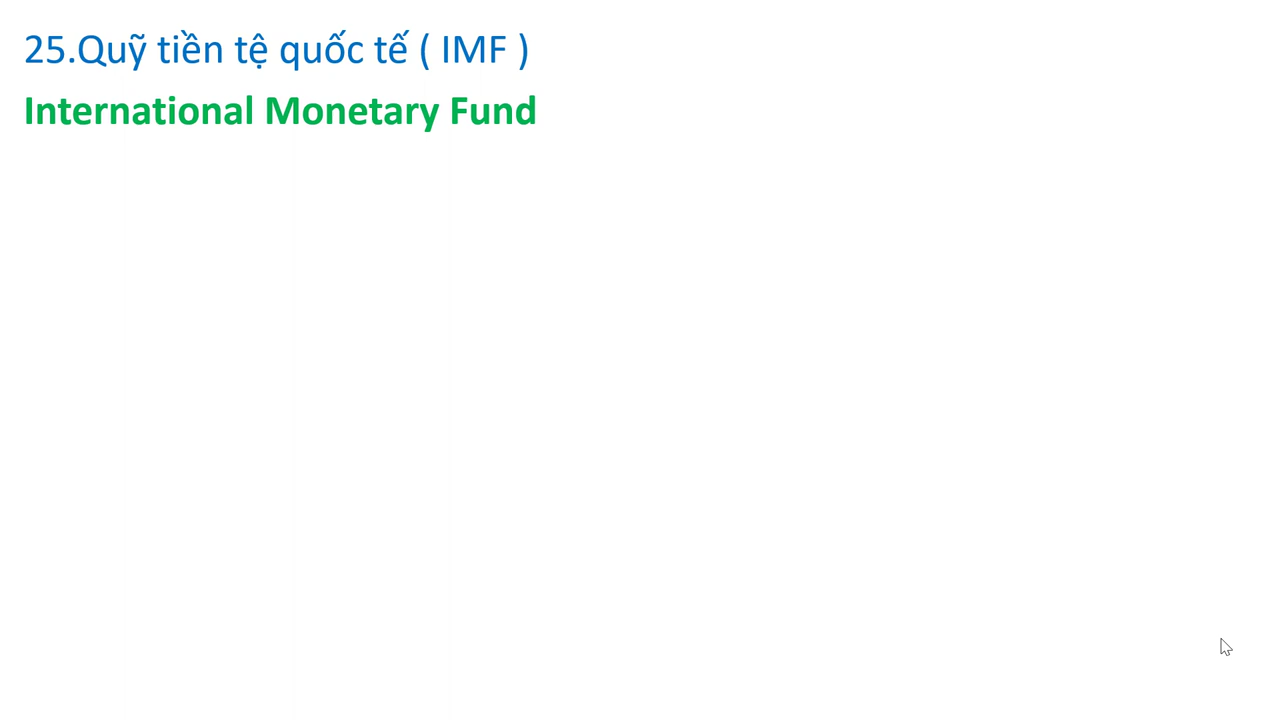 25.Quỹ tiền tệ quốc tế ( IMF )
International Monetary Fund